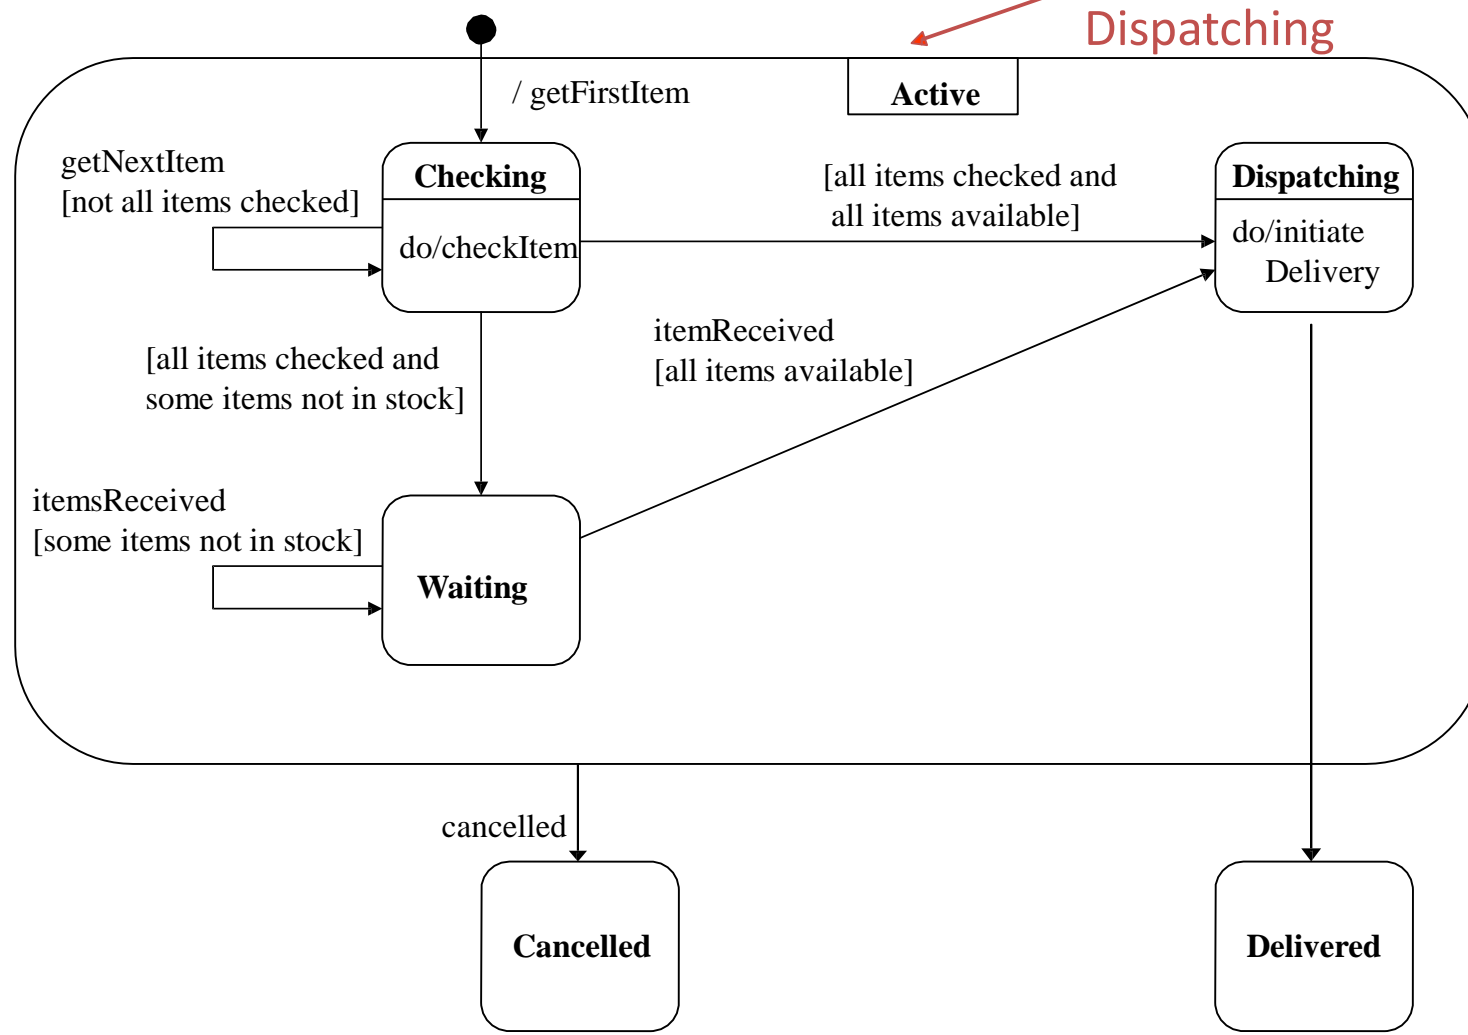 Dispatching
/ getFirstItem
Active
getNextItem
[not all items checked]
Checking
do/checkItem
[all items checked and
all items available]
Dispatching
do/initiate
Delivery
[all items checked and
some items not in stock]
itemReceived
[all items available]
itemsReceived
[some items not in stock]
Waiting
cancelled
Cancelled
Delivered